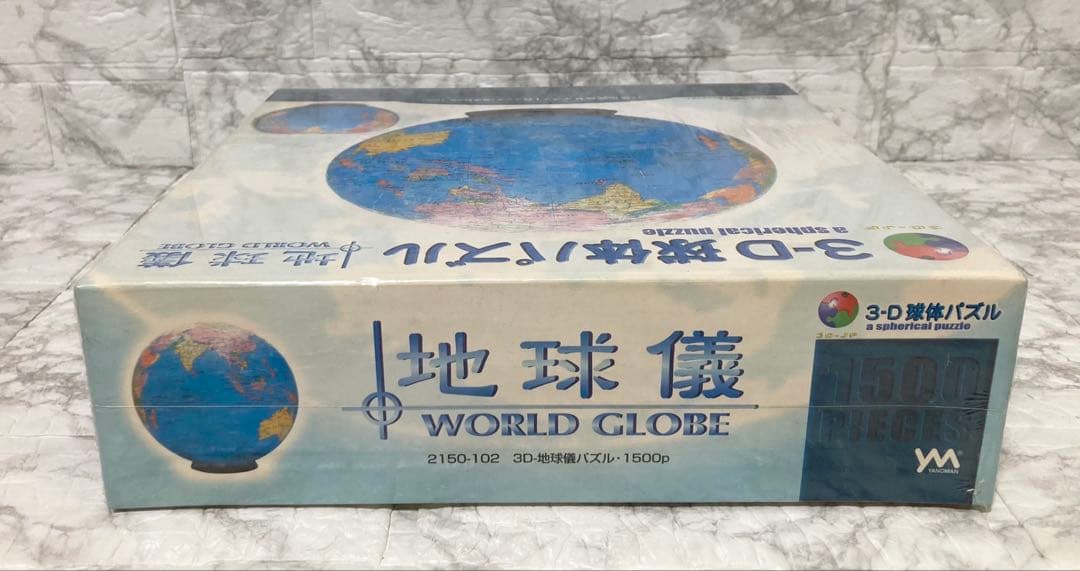 3-D 球体パズル
a spherical puzzle
地球儀
WORLD GLOBE
地球儀
WORLD GLOBE
2150-102 3D-地球儀パズル・1500p
3-D 球体パズル
a spherical puzzle
1500
PIECES
YM
YANOMAN